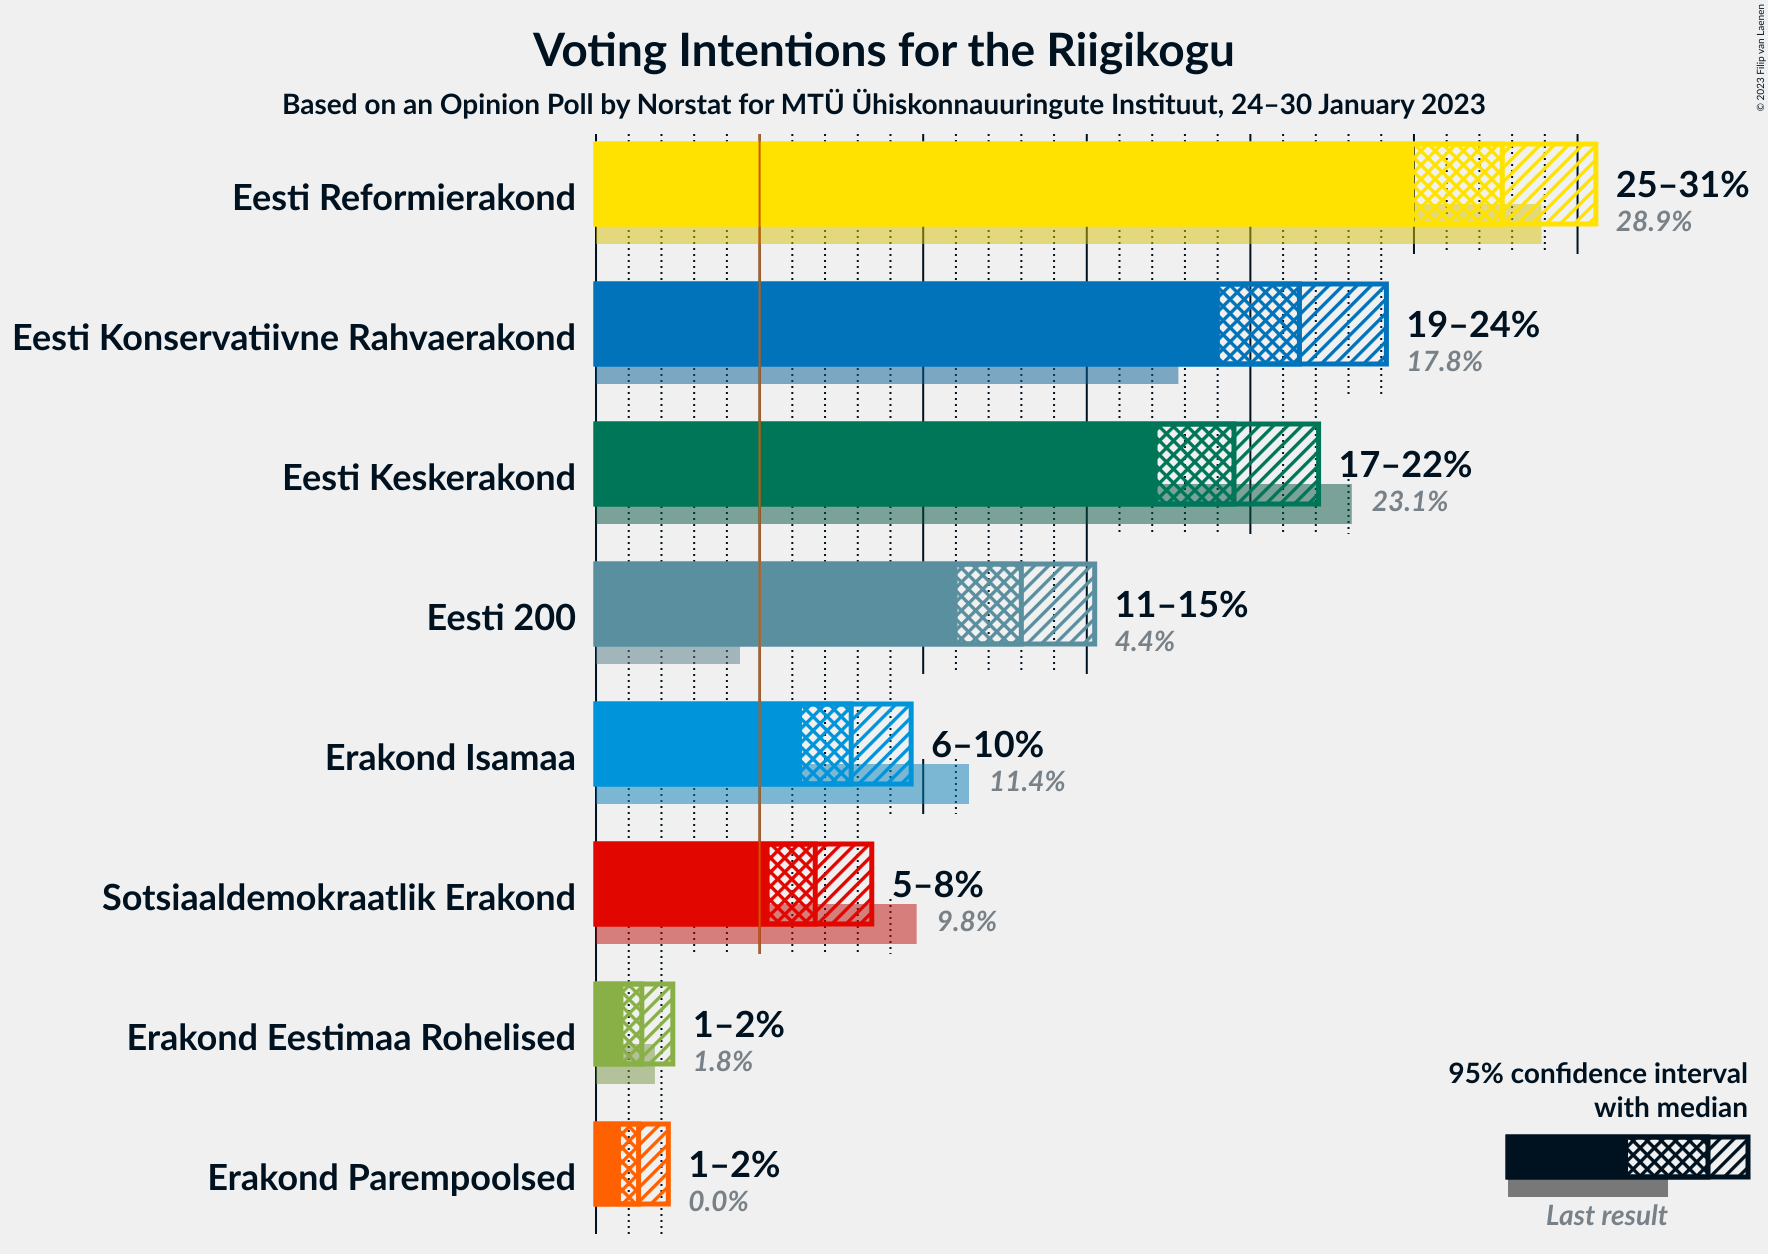 Voting Intentions for the Riigikogu
Based on an Opinion Poll by Norstat for MTÜ Ühiskonnauuringute Instituut, 24–30 January 2023
© 2023 Filip van Laenen
Eesti Reformierakond
25–31%
28.9%
Eesti Konservatiivne Rahvaerakond
19–24%
17.8%
Eesti Keskerakond
17–22%
23.1%
Eesti 200
11–15%
4.4%
Erakond Isamaa
6–10%
11.4%
Sotsiaaldemokraatlik Erakond
5–8%
9.8%
Erakond Eestimaa Rohelised
1–2%
1.8%
Erakond Parempoolsed
1–2%
0.0%
95% confidence interval
with median
Last result